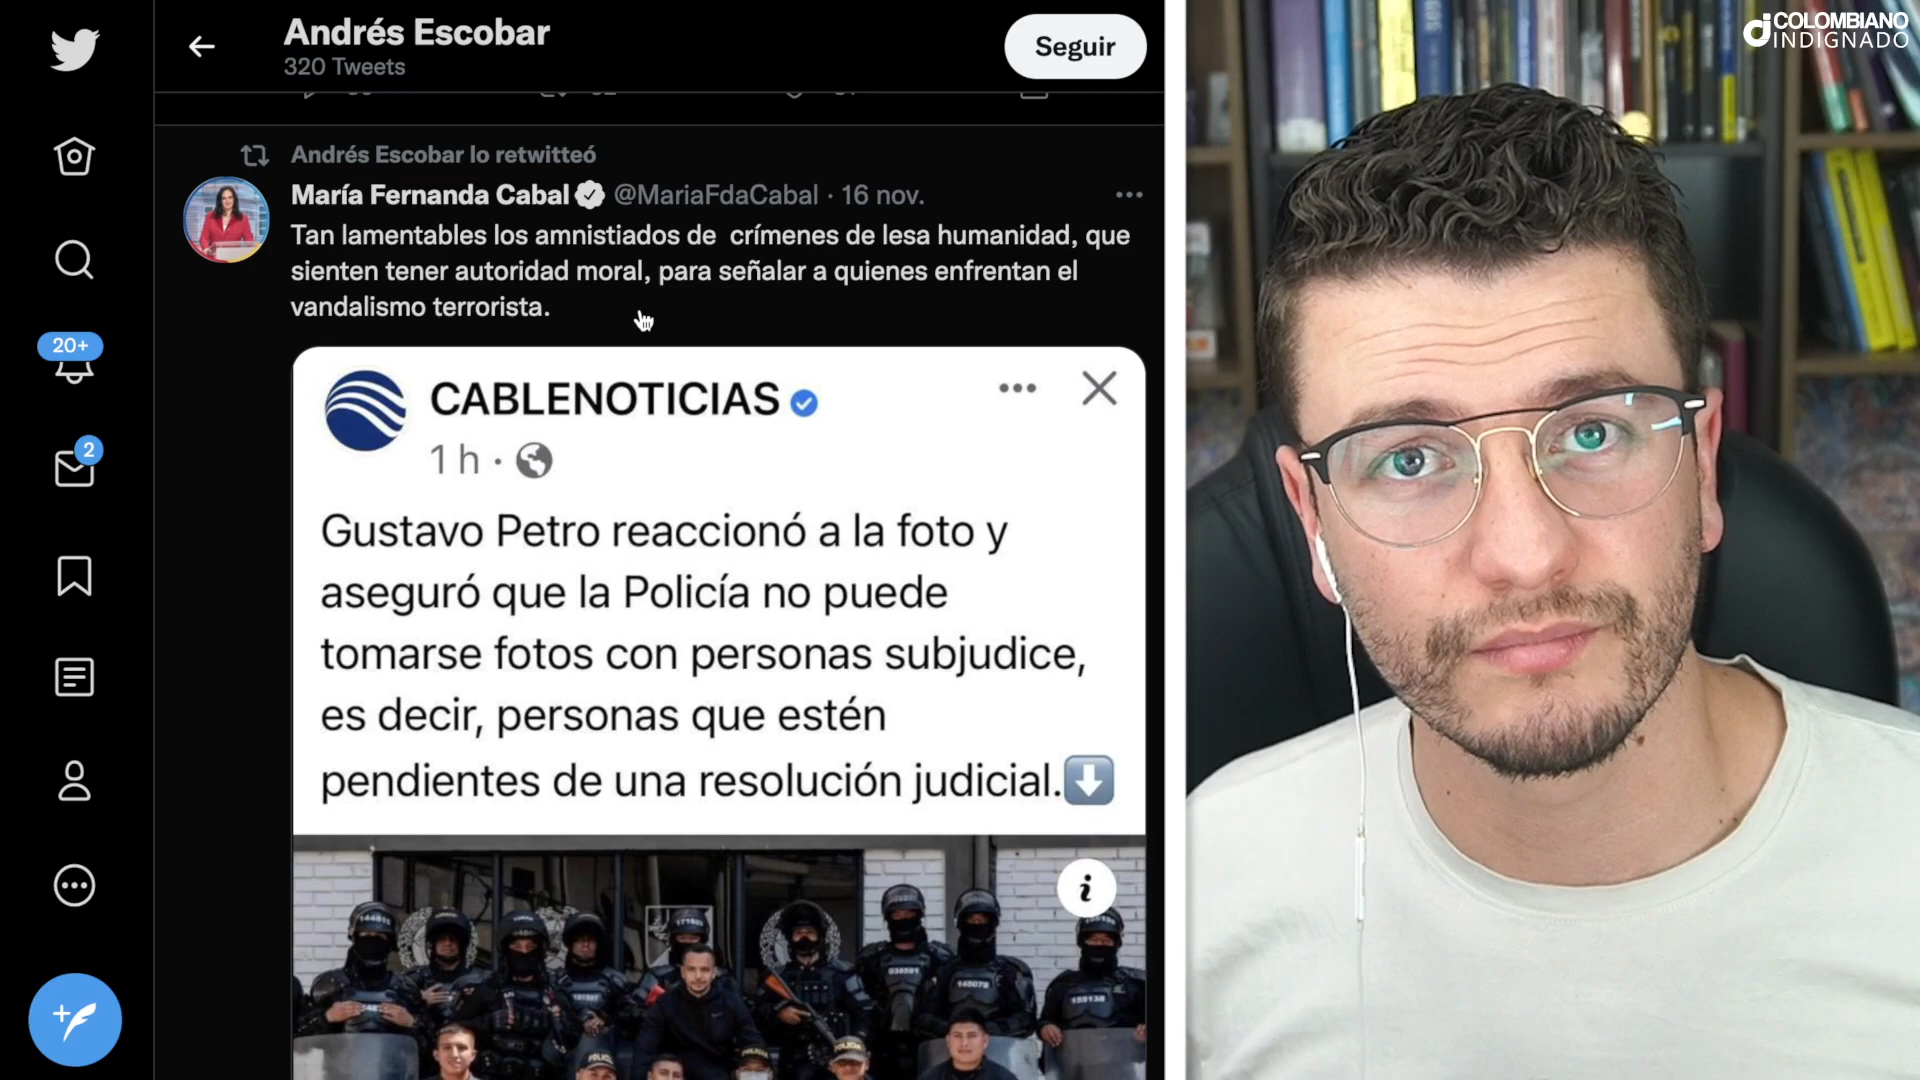 Andrés Escobar
320 Tweets
Seguir
COLOMBIANO
INDIGNADO
Andrés Escobar lo retwitteó
María Fernanda Cabal @MariaFdaCabal · 16 nov.
Tan lamentables los amnistiados de crímenes de lesa humanidad, que
sienten tener autoridad moral, para señalar a quienes enfrentan el
vandalismo terrorista.
20+
2
CABLENOTICIAS
1 h ·
Gustavo Petro reaccionó a la foto y
aseguró que la Policía no puede
tomarse fotos con personas subjudice,
es decir, personas que estén
pendientes de una resolución judicial.